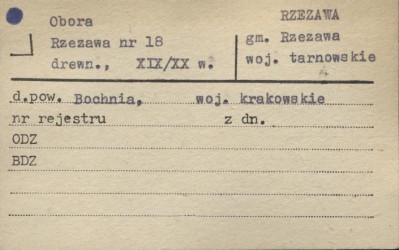 Obora
Rzezawa nr 18
drewn., XIX/XX w.
RZEZAWA
gm. Rzezawa
woj. tarnowskie
d.pow. Bochnia, woj. krakowskie
nr rejestru z dn.
ODZ
BDZ